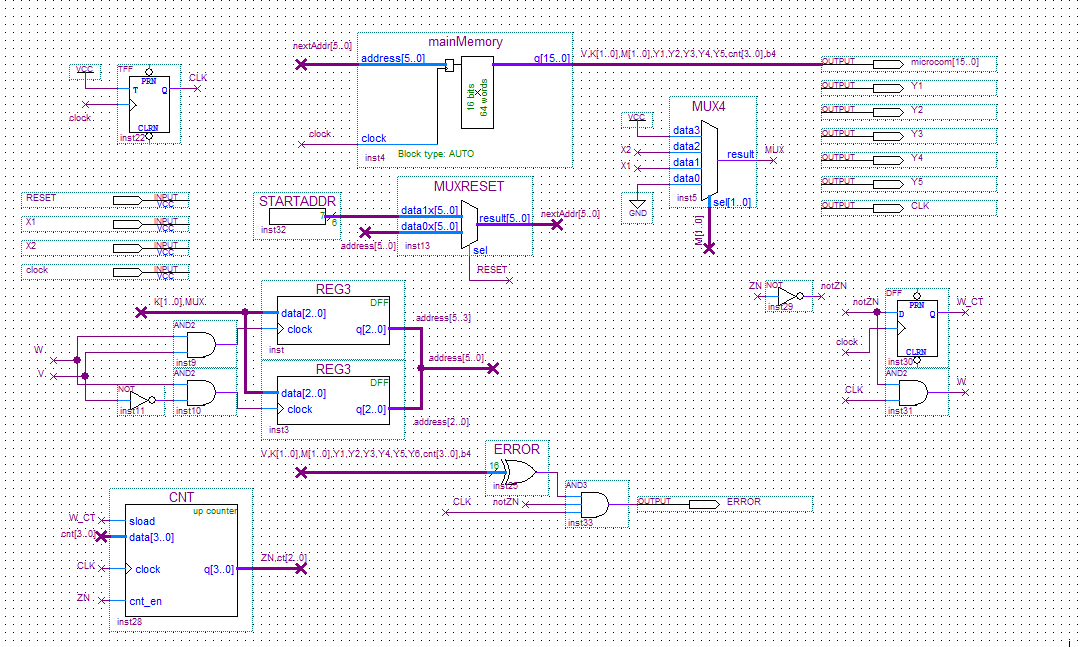 mainMemory
nextAddr[5..0]
address[5..0]
q[15..0]
V,K[1..0],M[1..0],Y1,Y2,Y3,Y4,Y5,cnt[3..0],b4
16 bits
64 words
clock
clock
inst4
Block type: AUTO
VCC
TFF
PRN
T
Q
CLK
clock
CLRN
inst22
MUX4
VCC
data3
X2
data2
X1
data1
data0
result
MUX
inst5
sel[1..0]
GND
M[1..0]
OUTPUT
microcom[15..0]
OUTPUT
Y1
OUTPUT
Y2
OUTPUT
Y3
OUTPUT
Y4
OUTPUT
Y5
OUTPUT
CLK
RESET
INPUT
VCC
X1
INPUT
VCC
X2
INPUT
VCC
clock
INPUT
VCC
STARTADDR
7
6
inst32
MUXRESET
data1x[5..0]
data0x[5..0]
address[5..0]
result[5..0]
nextAddr[5..0]
inst13
sel
RESET
K[1..0],MUX
REG3
DFF
data[2..0]
clock
q[2..0]
inst
address[5..3]
address[5..0]
REG3
DFF
data[2..0]
clock
q[2..0]
inst3
address[2..0]
AND2
inst9
W
V
AND2
NOT
inst11
inst10
ZN
NOT
notZN
inst29
notZN
DFF
PRN
D
Q
W_CT
clock
CLRN
inst30
AND2
CLK
W
inst31
V,K[1..0],M[1..0],Y1,Y2,Y3,Y4,Y5,Y6,cnt[3..0],b4
ERROR
16
inst25
CLK
notZN
AND3
inst33
OUTPUT
ERROR
CNT
up counter
W_CT
sload
cnt[3..0]
data[3..0]
CLK
clock
q[3..0]
ZN,ct[2..0]
ZN
cnt_en
inst28